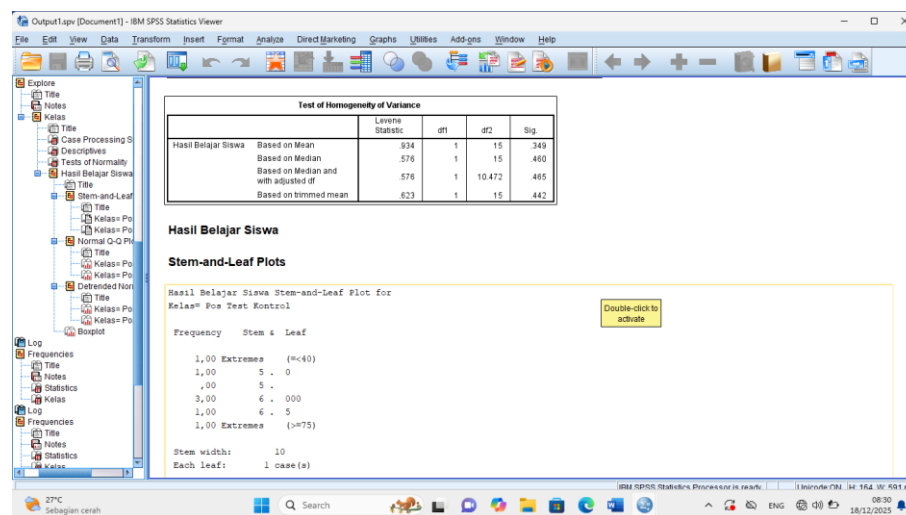 Output1.spv [Document1] - IBM SPSS Statistics Viewer
File Edit View Data Transform Insert Format Analyze Direct Marketing Graphs Utilities Add-ons Window Help
Explore
Title
Notes
Kelas
Title
Case Processing S
Descriptives
Tests of Normality
Hasil Belajar Siswa
Title
Stem-and-Leaf
Title
Kelas= Po
Kelas= Po
Normal Q-Q Plo
Title
Kelas= Po
Kelas= Po
Detrended Nor
Title
Kelas= Po
Kelas= Po
Boxplot
Log
Frequencies
Title
Notes
Statistics
Kelas
Log
Frequencies
Title
Notes
Statistics
Kelas
Test of Homogeneity of Variance
Levene Statistic df1 df2 Sig.
Hasil Belajar Siswa Based on Mean .934 1 15 .349
Based on Median .576 1 15 .460
Based on Median and with adjusted df .576 1 10.472 .465
Based on trimmed mean .623 1 15 .442
Hasil Belajar Siswa
Stem-and-Leaf Plots
Hasil Belajar Siswa Stem-and-Leaf Plot for
Kelas= Pos Test Kontrol
Frequency Stem & Leaf
1,00 Extremes (=<40)
1,00 5 . 0
,00 5 .
3,00 6 . 000
1,00 6 . 5
1,00 Extremes (>=75)
Stem width: 10
Each leaf: 1 case(s)
Double-click to
activate
IBM SPSS Statistics Processor is ready Unicode:ON H: 164, W: 591
27°C
Sebagian cerah
Search
ENG
08:30
18/12/2025